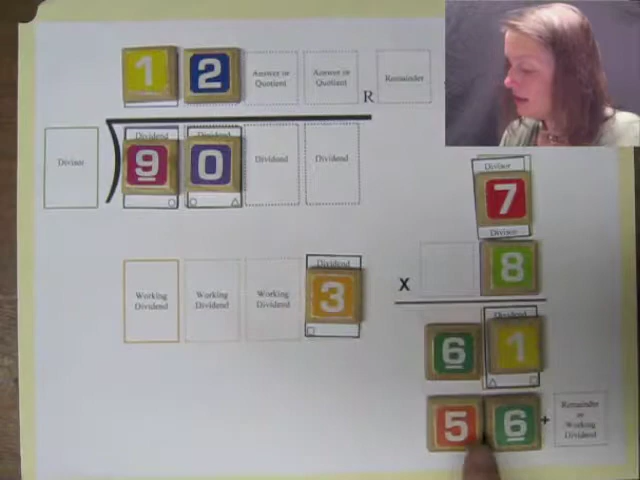 1 2 Answer or Quotient Answer or Quotient R Remainder
Divisor Dividend 9 Dividend 0 Dividend Dividend
Divisor 7 Divisor
X 8
Working Dividend Working Dividend Working Dividend Dividend 3
6 Dividend 1
5 6 + Remainder or Working Dividend